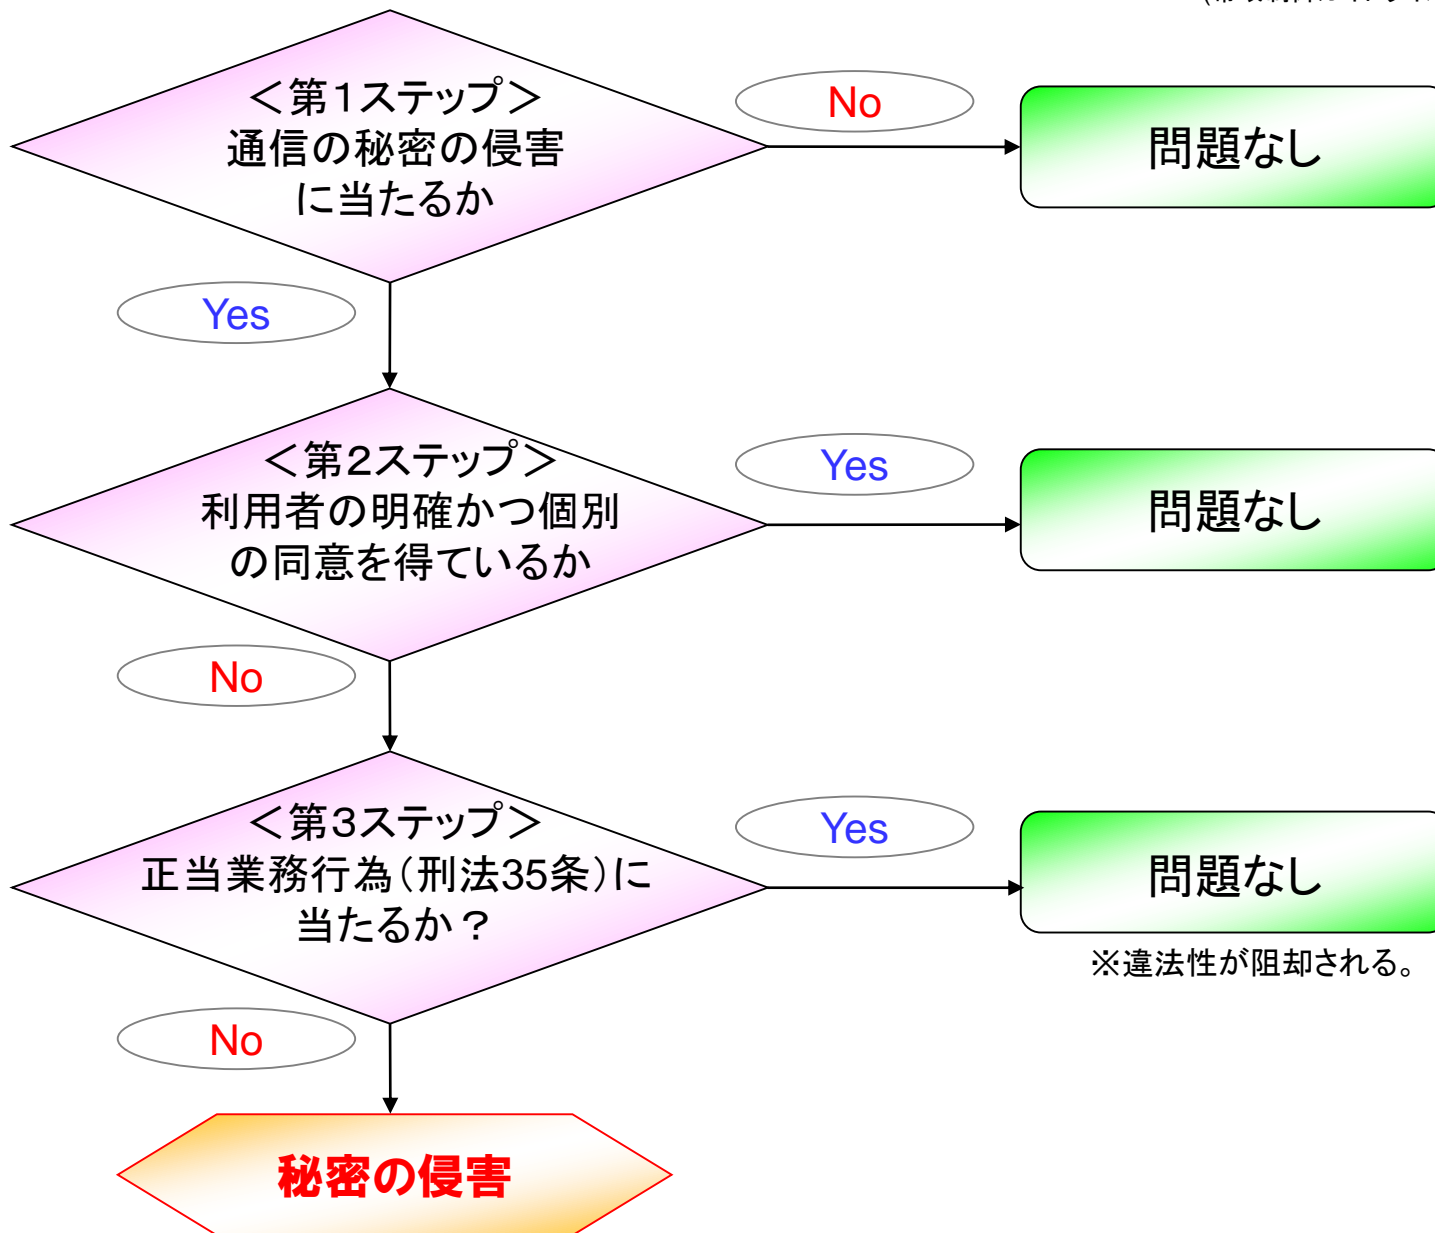 ＜第１ステップ＞
通信の秘密の侵害
に当たるか
No
問題なし
Yes
＜第２ステップ＞
利用者の明確かつ個別
の同意を得ているか
Yes
問題なし
No
＜第３ステップ＞
正当業務行為（刑法35条）に
当たるか？
Yes
問題なし
※違法性が阻却される。
No
秘密の侵害